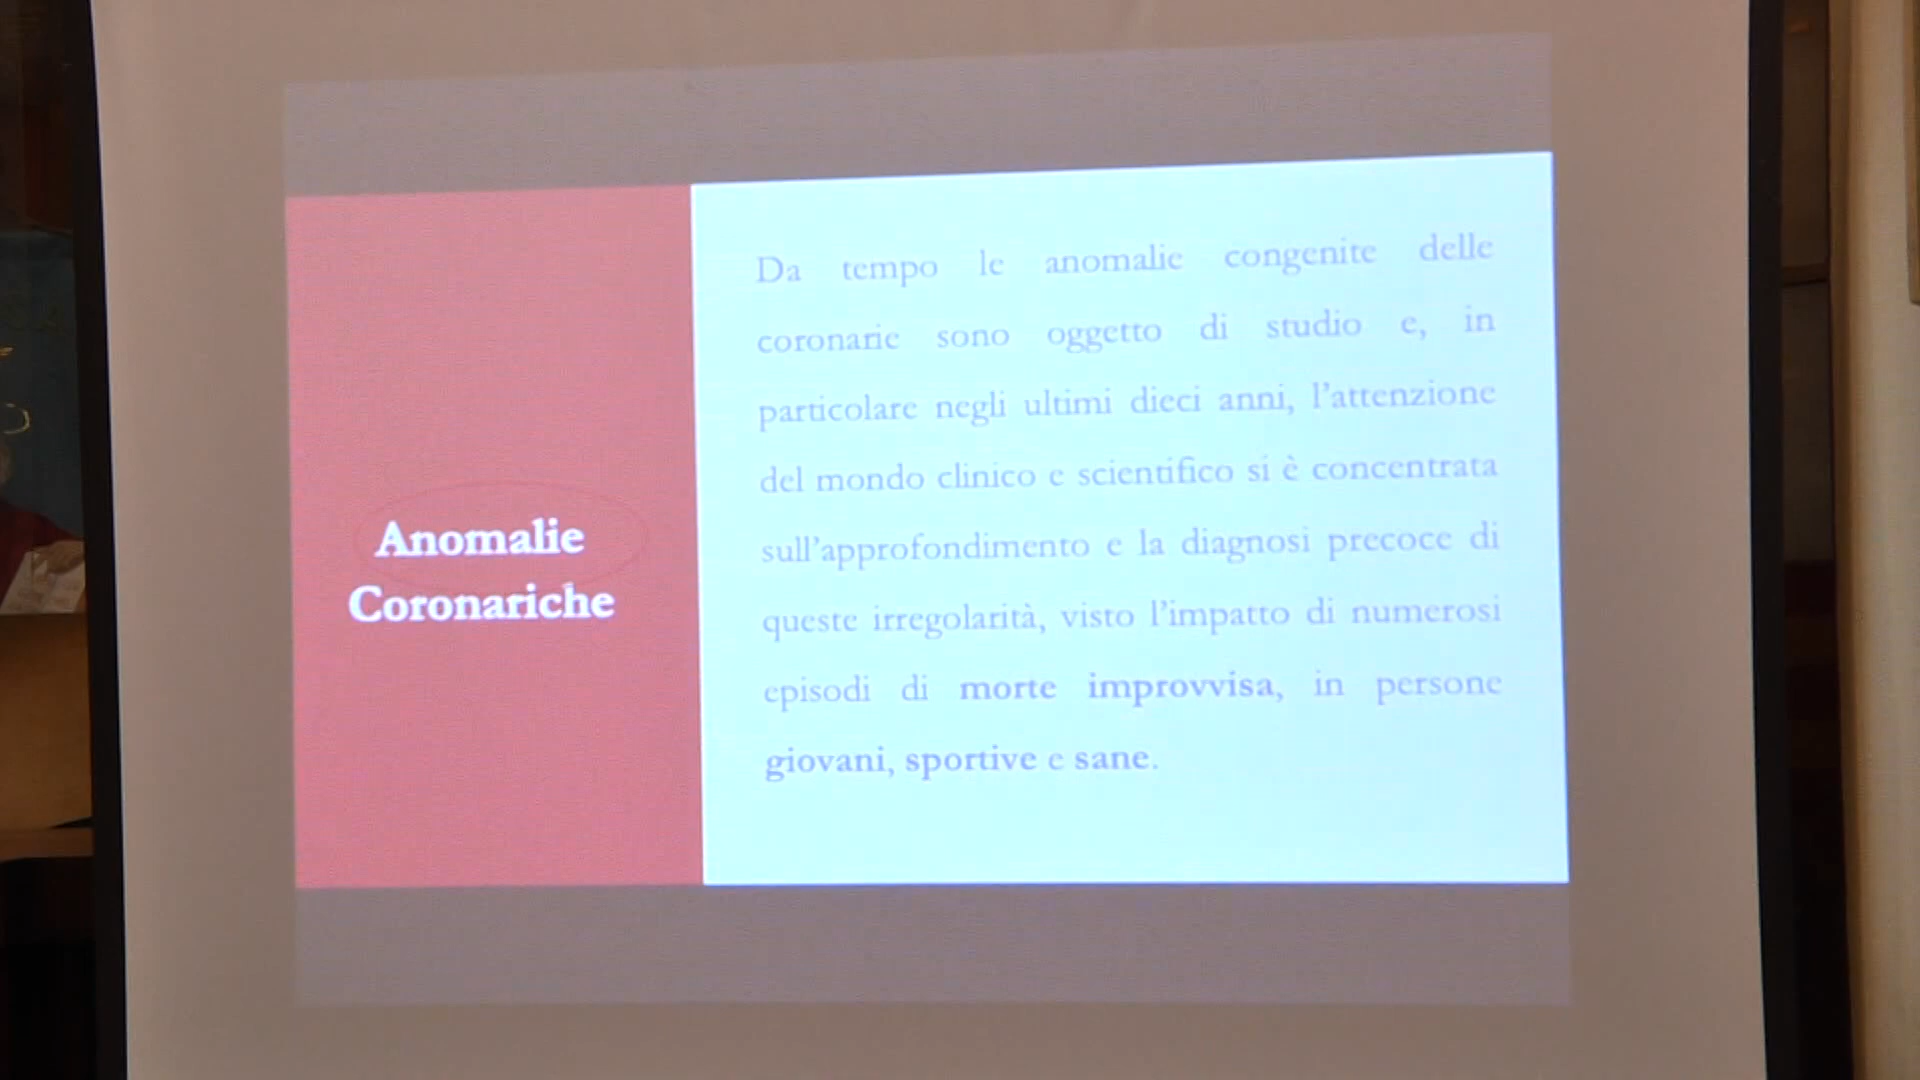 Anomalie
Coronariche
Da tempo le anomalie congenite delle
coronarie sono oggetto di studio e, in
particolare negli ultimi dieci anni, l'attenzione
del mondo clinico e scientifico si è concentrata
sull'approfondimento e la diagnosi precoce di
queste irregolarità, visto l'impatto di numerosi
episodi di morte improvvisa, in persone
giovani, sportive e sane.